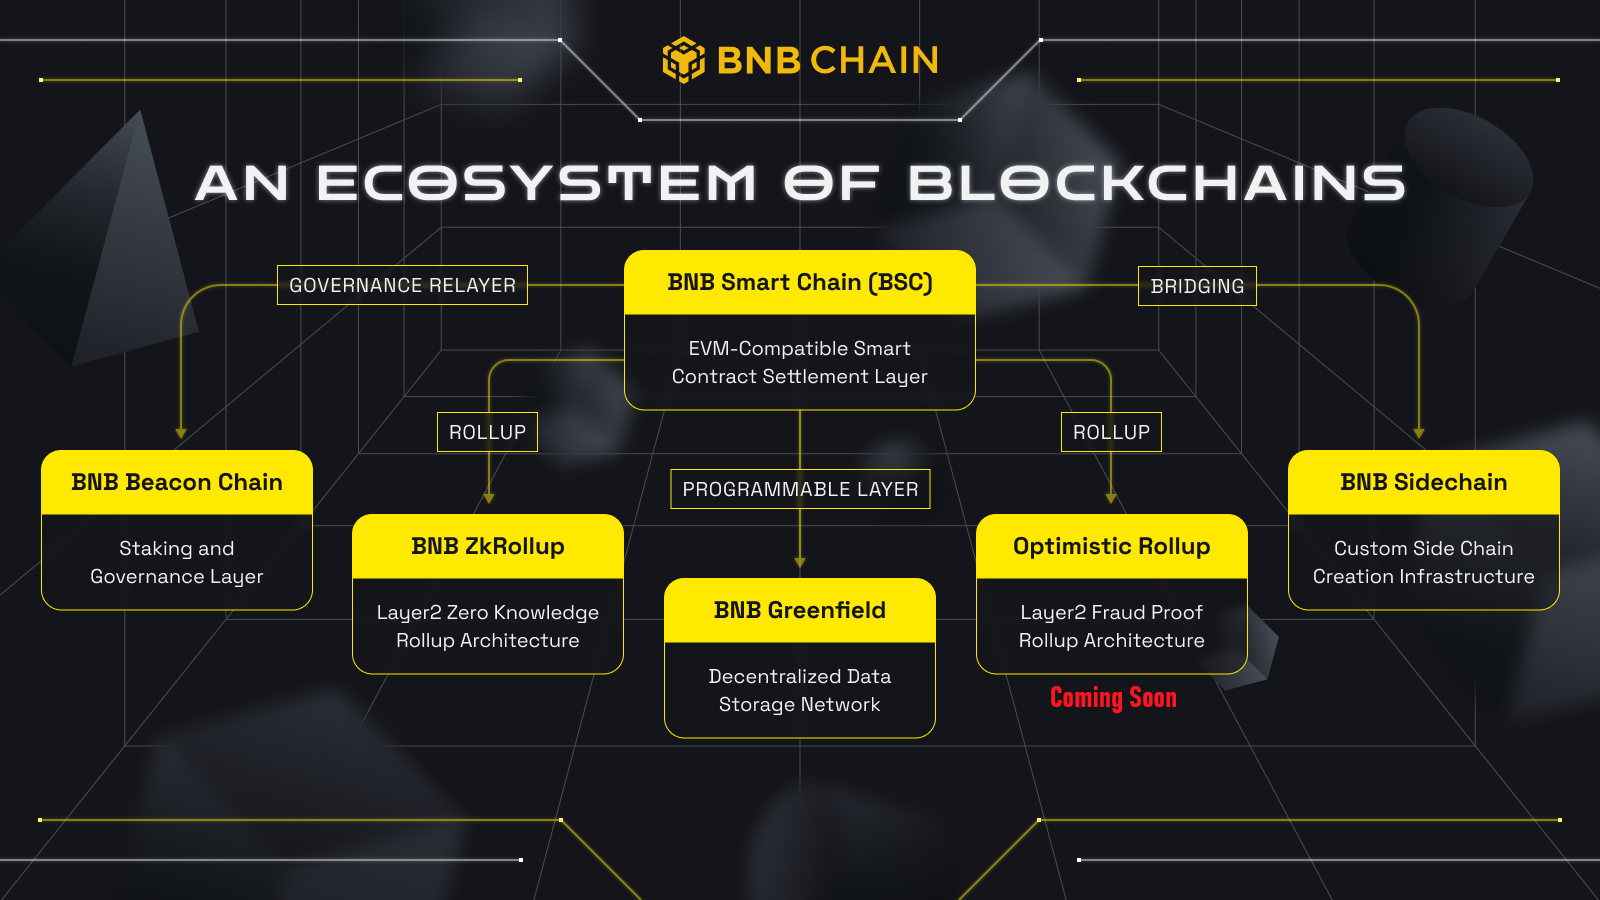 BNB CHAIN
AN ECOSYSTEM OF BLOCKCHAINS
GOVERNANCE RELAYER
BNB Smart Chain (BSC)
BRIDGING
EVM-Compatible Smart
Contract Settlement Layer
ROLLUP
ROLLUP
PROGRAMMABLE LAYER
BNB Beacon Chain
Staking and
Governance Layer
BNB ZkRollup
Layer2 Zero Knowledge
Rollup Architecture
BNB Greenfield
Decentralized Data
Storage Network
Optimistic Rollup
Layer2 Fraud Proof
Rollup Architecture
Coming Soon
BNB Sidechain
Custom Side Chain
Creation Infrastructure